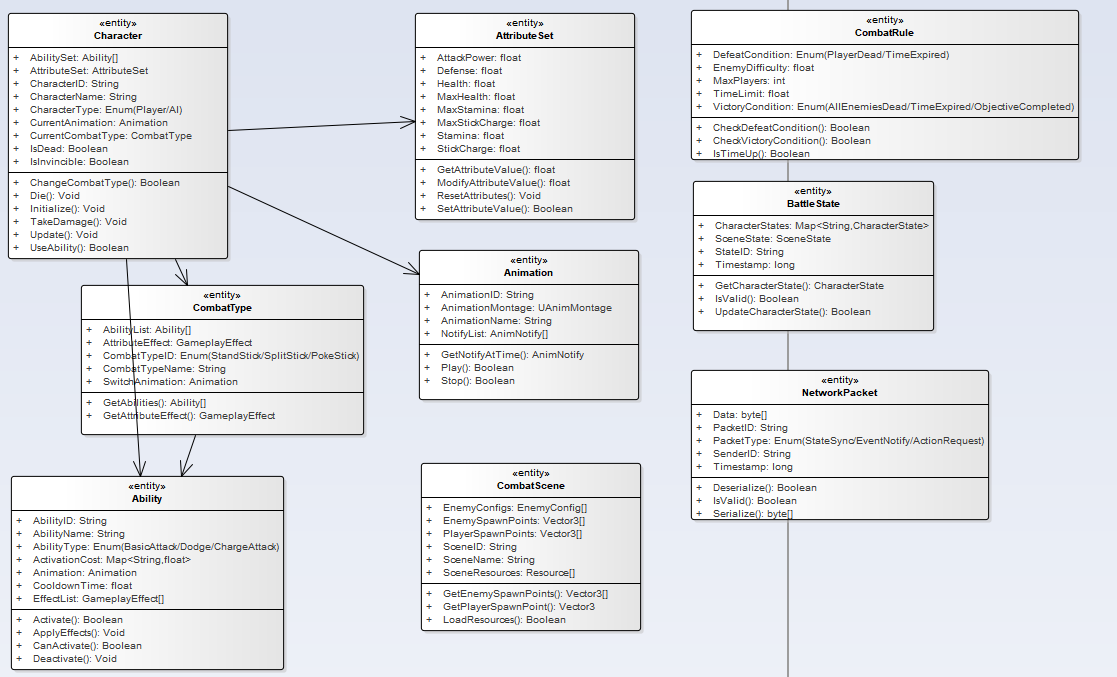 «entity»
Character
+ AbilitySet: Ability[]
+ AttributeSet: AttributeSet
+ CharacterID: String
+ CharacterName: String
+ CharacterType: Enum(Player/AI)
+ CurrentAnimation: Animation
+ CurrentCombatType: CombatType
+ IsDead: Boolean
+ IsInvincible: Boolean
+ ChangeCombatType(): Boolean
+ Die(): Void
+ Initialize(): Void
+ TakeDamage(): Void
+ Update(): Void
+ UseAbility(): Boolean
«entity»
AttributeSet
+ AttackPower: float
+ Defense: float
+ Health: float
+ MaxHealth: float
+ MaxStamina: float
+ MaxStickCharge: float
+ Stamina: float
+ StickCharge: float
+ GetAttributeValue(): float
+ ModifyAttributeValue(): float
+ ResetAttributes(): Void
+ SetAttributeValue(): Boolean
«entity»
CombatRule
+ DefeatCondition: Enum(PlayerDead/TimeExpired)
+ EnemyDifficulty: float
+ MaxPlayers: int
+ TimeLimit: float
+ VictoryCondition: Enum(AllEnemiesDead/TimeExpired/ObjectiveCompleted)
+ CheckDefeatCondition(): Boolean
+ CheckVictoryCondition(): Boolean
+ IsTimeUp(): Boolean
«entity»
BattleState
+ CharacterStates: Map<String,CharacterState>
+ SceneState: SceneState
+ StateID: String
+ Timestamp: long
+ GetCharacterState(): CharacterState
+ IsValid(): Boolean
+ UpdateCharacterState(): Boolean
«entity»
Animation
+ AnimationID: String
+ AnimationMontage: UAnimMontage
+ AnimationName: String
+ NotifyList: AnimNotify[]
+ GetNotifyAtTime(): AnimNotify
+ Play(): Boolean
+ Stop(): Boolean
«entity»
CombatType
+ AbilityList: Ability[]
+ AttributeEffect: GameplayEffect
+ CombatTypeID: Enum(StandStick/SplitStick/PokeStick)
+ CombatTypeName: String
+ SwitchAnimation: Animation
+ GetAbilities(): Ability[]
+ GetAttributeEffect(): GameplayEffect
«entity»
NetworkPacket
+ Data: byte[]
+ PacketID: String
+ PacketType: Enum(StateSync/EventNotify/ActionRequest)
+ SenderID: String
+ Timestamp: long
+ Deserialize(): Boolean
+ IsValid(): Boolean
+ Serialize(): byte[]
«entity»
CombatScene
+ EnemyConfigs: EnemyConfig[]
+ EnemySpawnPoints: Vector3[]
+ PlayerSpawnPoints: Vector3[]
+ SceneID: String
+ SceneName: String
+ SceneResources: Resource[]
+ GetEnemySpawnPoints(): Vector3[]
+ GetPlayerSpawnPoint(): Vector3
+ LoadResources(): Boolean
«entity»
Ability
+ AbilityID: String
+ AbilityName: String
+ AbilityType: Enum(BasicAttack/Dodge/ChargeAttack)
+ ActivationCost: Map<String,float>
+ Animation: Animation
+ CooldownTime: float
+ EffectList: GameplayEffect[]
+ Activate(): Boolean
+ ApplyEffects(): Void
+ CanActivate(): Boolean
+ Deactivate(): Void